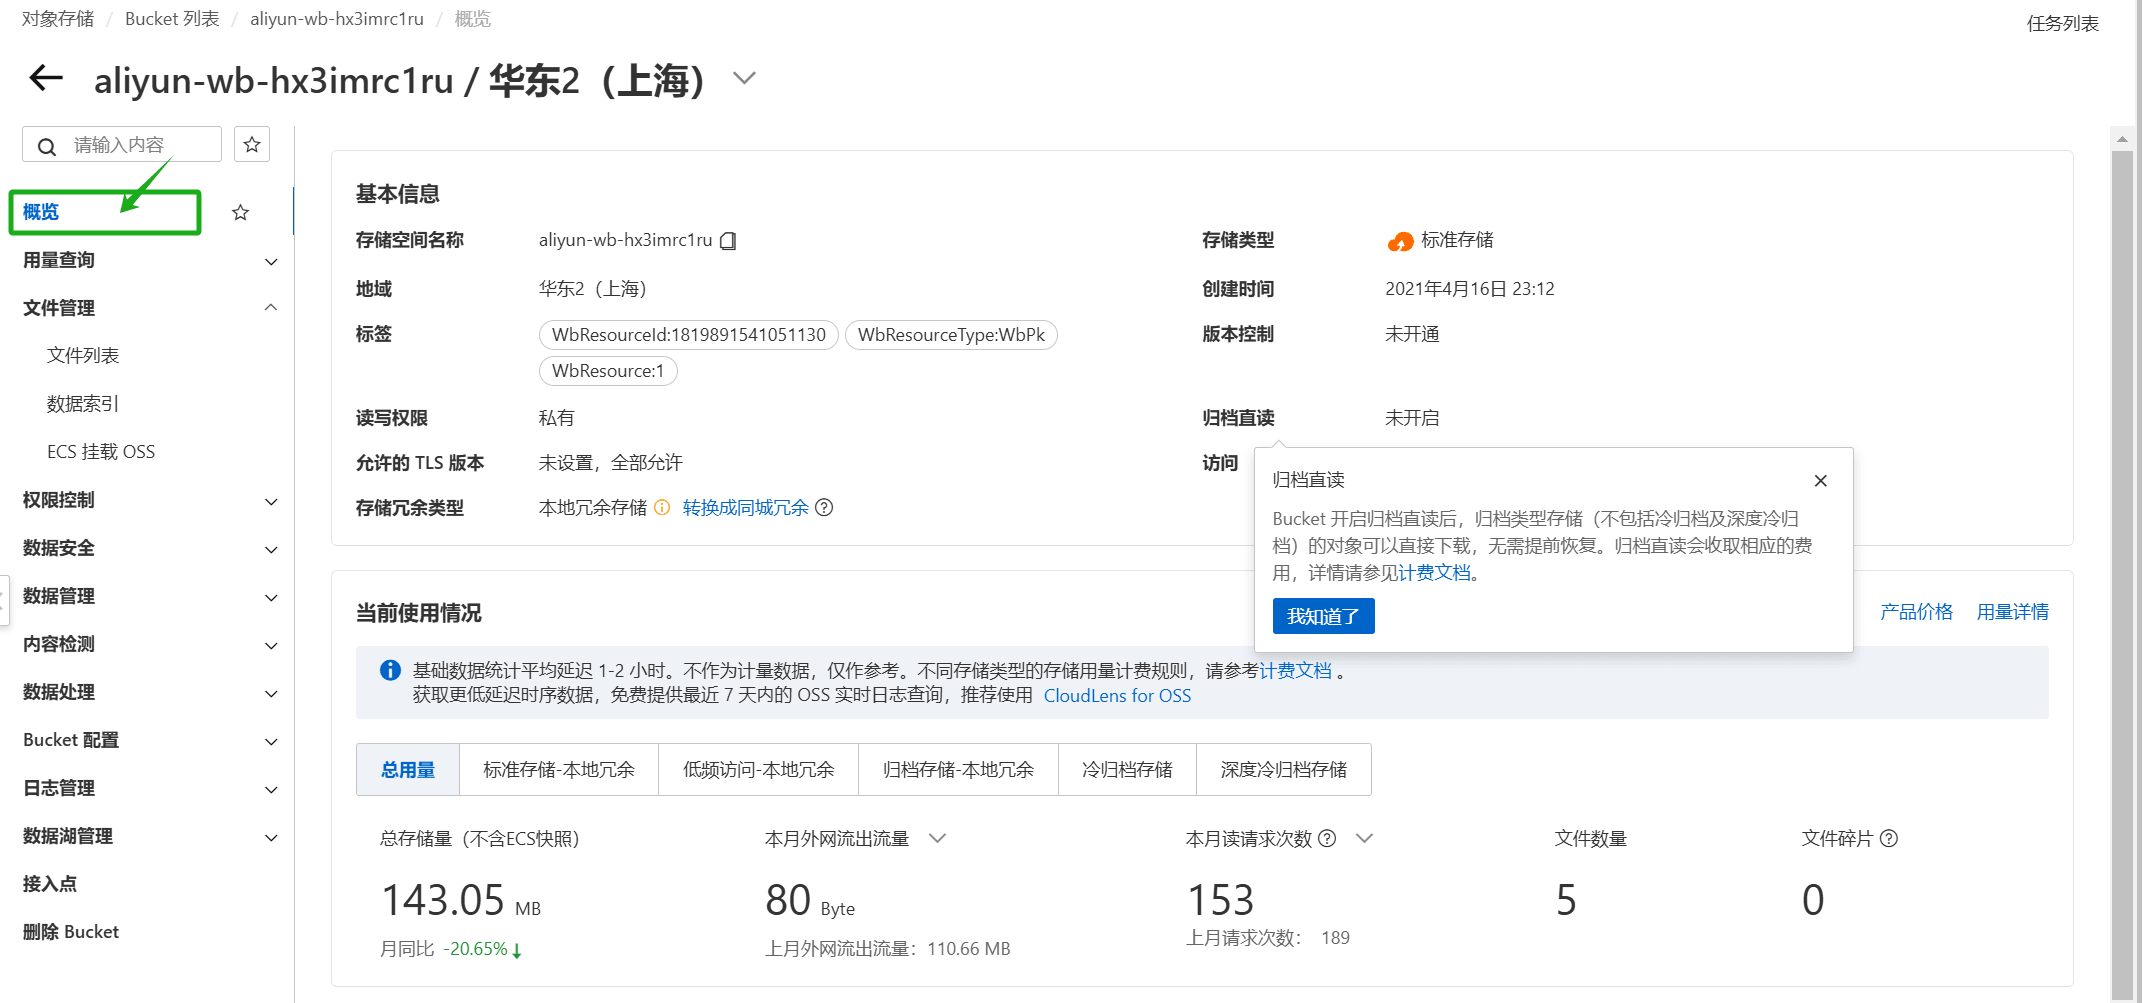 对象存储 / Bucket 列表 / aliyun-wb-hx3imrc1ru / 概览
任务列表
aliyun-wb-hx3imrc1ru / 华东2（上海）
请输入内容
概览
用量查询
文件管理
文件列表
数据索引
ECS 挂载 OSS
权限控制
数据安全
数据管理
内容检测
数据处理
Bucket 配置
日志管理
数据湖管理
接入点
删除 Bucket
基本信息
存储空间名称 aliyun-wb-hx3imrc1ru
存储类型 标准存储
地域 华东2（上海）
创建时间 2021年4月16日 23:12
标签 WbResourceId:1819891541051130 WbResourceType:WbPk
WbResource:1
版本控制 未开通
读写权限 私有
归档直读 未开启
允许的 TLS 版本 未设置，全部允许
访问
存储冗余类型 本地冗余存储 转换成同城冗余
归档直读
Bucket 开启归档直读后，归档类型存储（不包括冷归档及深度冷归
档）的对象可以直接下载，无需提前恢复。归档直读会收取相应的费
用，详情请参见计费文档。
我知道了
当前使用情况
产品价格 用量详情
基础数据统计平均延迟 1-2 小时。不作为计量数据，仅作参考。不同存储类型的存储用量计费规则，请参考计费文档 。
获取更低延迟时序数据，免费提供最近 7 天内的 OSS 实时日志查询，推荐使用 CloudLens for OSS
总用量 标准存储-本地冗余 低频访问-本地冗余 归档存储-本地冗余 冷归档存储 深度冷归档存储
总存储量（不含ECS快照）
143.05 MB
月同比 -20.65%
本月外网流出流量
80 Byte
上月外网流出流量：110.66 MB
本月读请求次数
153
上月请求次数： 189
文件数量
5
文件碎片
0